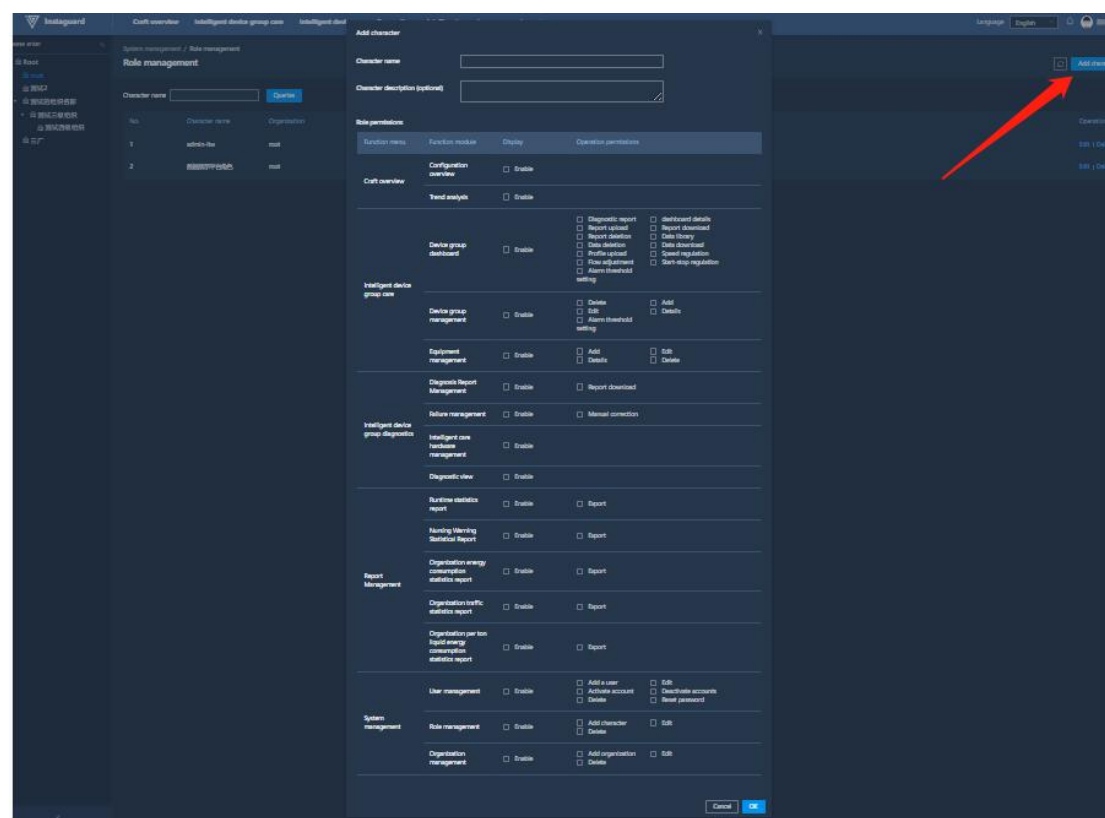 Instaguard
Craft overview
Intelligent device group care
Language
English
Root
root
System management / Role management
Role management
Character name
Queries
No.
Character name
Organization
1
admin-lhw
root
2
root
Add character
Character name
Character description (optional)
Role permissions
Function menu
Function module
Display
Operation permissions
Craft overview
Configuration
overview
Enable
Trend analysis
Enable
Intelligent device
group care
Device group
dashboard
Enable
Diagnostic report
dashboard details
Report upload
Report download
Report deletion
Data library
Data deletion
Data download
Profile upload
Speed regulation
Flow adjustment
Start-stop regulation
Alarm threshold
setting
Device group
management
Enable
Delete
Add
Edit
Details
Alarm threshold
setting
Equipment
management
Enable
Add
Edit
Details
Delete
Intelligent device
group diagnostics
Diagnosis Report
Management
Enable
Report download
Failure management
Enable
Manual correction
Intelligent care
hardware
management
Enable
Diagnostic view
Enable
Report
Management
Runtime statistics
report
Enable
Export
Nursing Warning
Statistical Report
Enable
Export
Organization energy
consumption
statistics report
Enable
Export
Organization traffic
statistics report
Enable
Export
Organization per ton
liquid energy
consumption
statistics report
Enable
Export
System
management
User management
Enable
Add a user
Edit
Activate account
Deactivate accounts
Delete
Reset password
Role management
Enable
Add character
Edit
Delete
Organization
management
Enable
Add organization
Edit
Delete
Cancel
OK